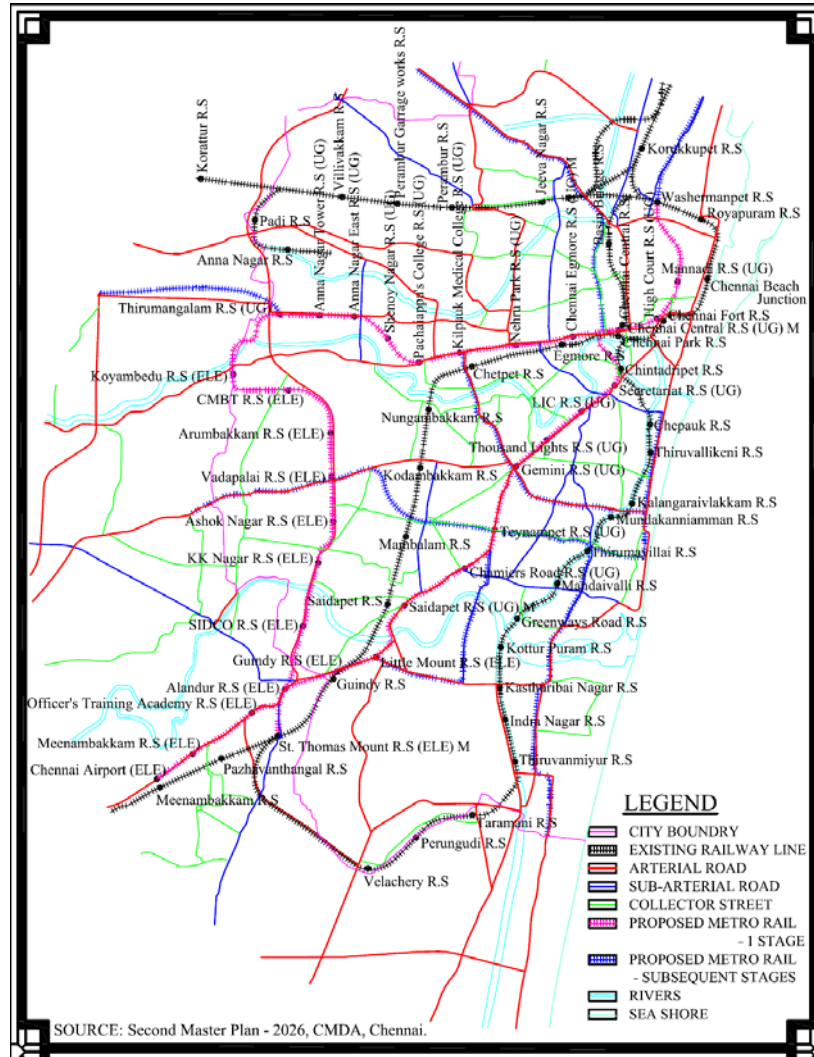 Korattur R.S
Villivakkam R.S
Perambur Garrage works R.S
Perambur R.S
Jeeva Nagar R.S
Korukkupet R.S
Washermanpet R.S
Royapuram R.S
Padi R.S
Anna Nagar R.S
Anna Nagar Tower R.S (UG)
Anna Nagar East R.S (UG)
Shenoy Nagar R.S (UG)
Pachaiappa's College R.S (UG)
Kilpauk Medical College R.S (UG)
Nehru Park R.S (UG)
Chennai Egmore R.S (UG) M
Chennai Central R.S
High Court R.S (UG)
Mannadi R.S (UG)
Chennai Beach
Junction
Thirumangalam R.S (UG)
Chennai Fort R.S
Chennai Central R.S (UG) M
Chennai Park R.S
Egmore R.S
Koyambedu R.S (ELE)
Chetpet R.S
Chintadripet R.S
CMBT R.S (ELE)
Secretariat R.S (UG)
Nungambakkam R.S
LIC R.S (UG)
Arumbakkam R.S (ELE)
Chepauk R.S
Thousand Lights R.S (UG)
Thiruvallikeni R.S
Vadapalai R.S (ELE)
Kodambakkam R.S
Gemini R.S (UG)
Kalangaraivlakkam R.S
Ashok Nagar R.S (ELE)
Mundakanniamman R.S
Teynampet R.S (UG)
Mambalam R.S
Thirumayillai R.S
KK Nagar R.S (ELE)
Chamiers Road R.S (UG)
Mandaivalli R.S
Saidapet R.S
Saidapet R.S (UG) M
SIDCO R.S (ELE)
Greenways Road R.S
Kottur Puram R.S
Guindy R.S (ELE)
Little Mount R.S (ELE)
Alandur R.S (ELE)
Guindy R.S
Kasthuribai Nagar R.S
Officer's Training Academy R.S (ELE)
Indra Nagar R.S
Meenambakkam R.S (ELE)
St. Thomas Mount R.S (ELE) M
Thiruvanmiyur R.S
Chennai Airport (ELE)
Pazhavanthangal R.S
Meenambakkam R.S
Taramani R.S
Perungudi R.S
Velachery R.S
LEGEND
CITY BOUNDRY
EXISTING RAILWAY LINE
ARTERIAL ROAD
SUB-ARTERIAL ROAD
COLLECTOR STREET
PROPOSED METRO RAIL
- 1 STAGE
PROPOSED METRO RAIL
- SUBSEQUENT STAGES
RIVERS
SEA SHORE
SOURCE: Second Master Plan - 2026, CMDA, Chennai.